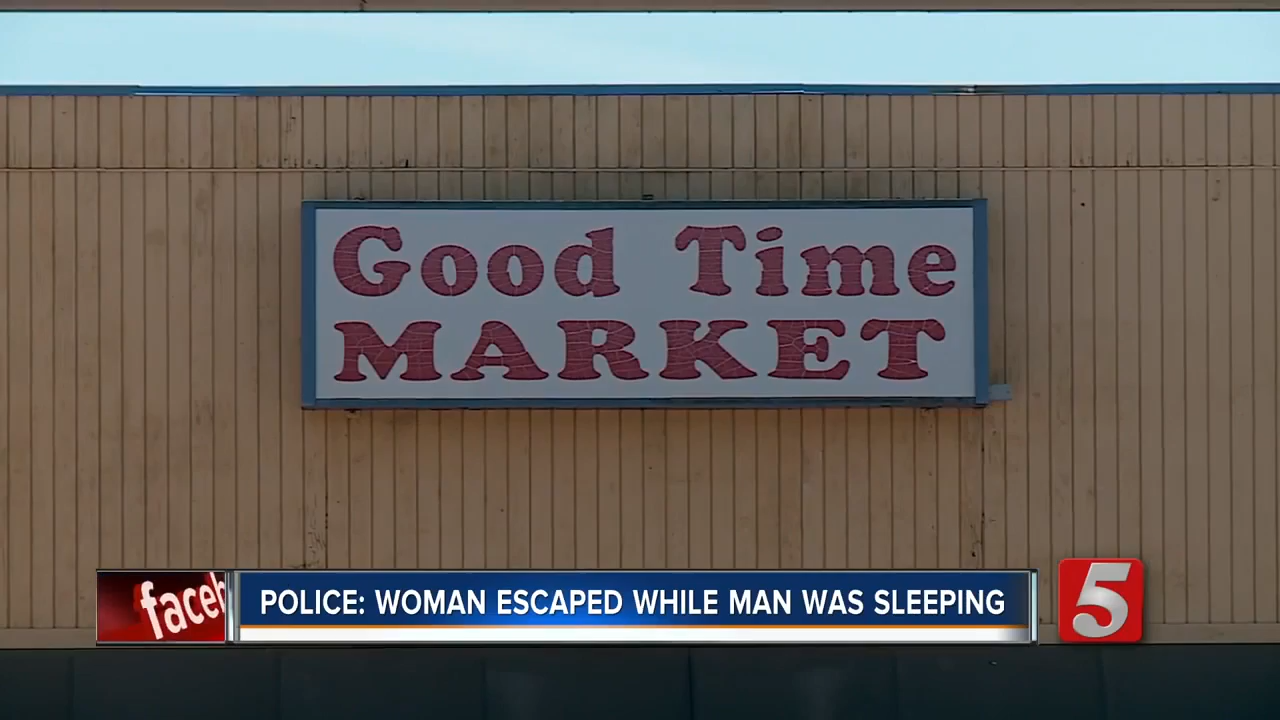 Good Time
MARKET
faceb
POLICE: WOMAN ESCAPED WHILE MAN WAS SLEEPING
5